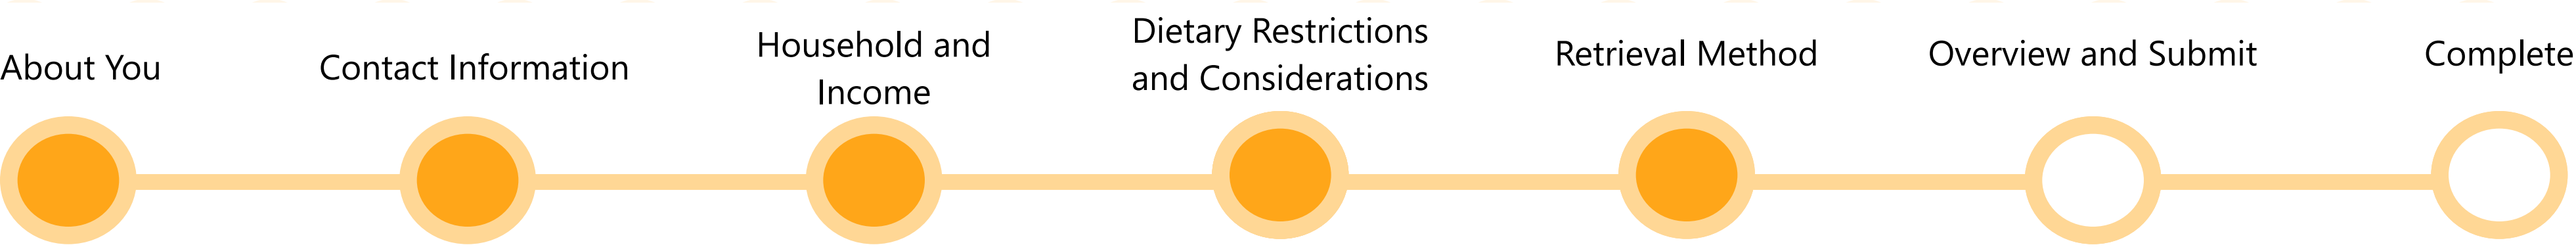 About You
Contact Information
Household and
Income
Dietary Restrictions
and Considerations
Retrieval Method
Overview and Submit
Complete